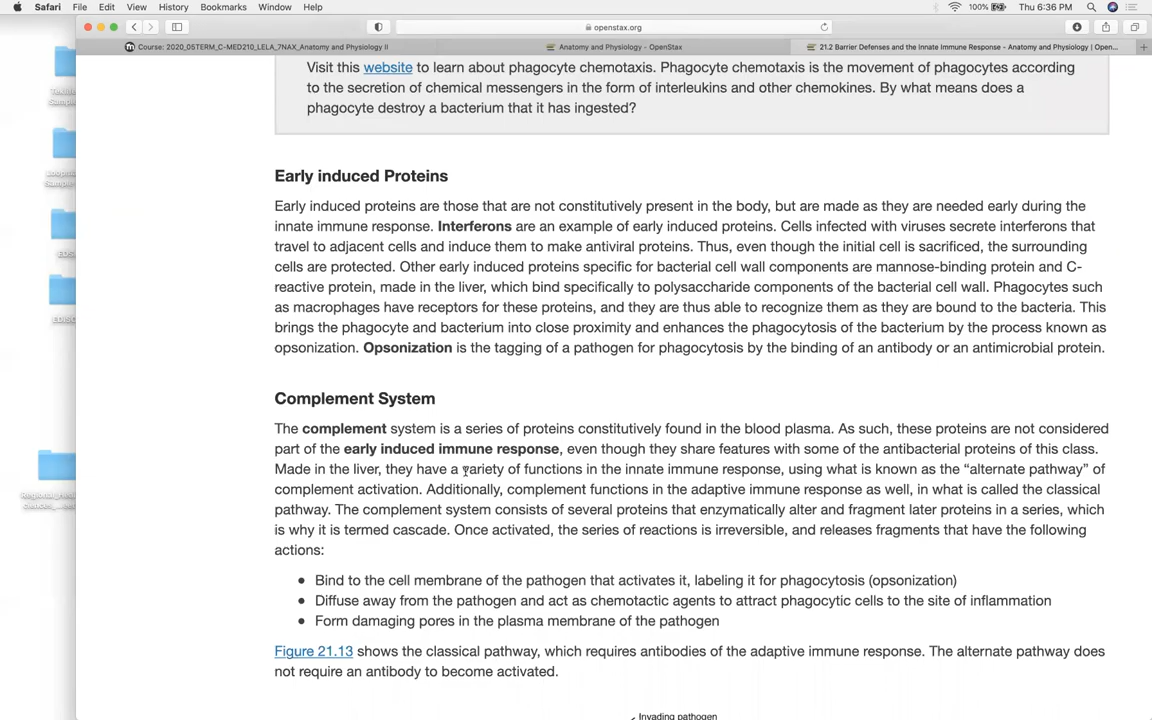 Safari File Edit View History Bookmarks Window Help 100% Thu 6:36 PM
openstax.org
Course: 2020_05TERM_C-MED210_LELA_7NAX_Anatomy and Physiology II Anatomy and Physiology - OpenStax 21.2 Barrier Defenses and the Innate Immune Response - Anatomy and Physiology | Open...
Visit this website to learn about phagocyte chemotaxis. Phagocyte chemotaxis is the movement of phagocytes according
to the secretion of chemical messengers in the form of interleukins and other chemokines. By what means does a
phagocyte destroy a bacterium that it has ingested?
Early induced Proteins
Early induced proteins are those that are not constitutively present in the body, but are made as they are needed early during the
innate immune response. Interferons are an example of early induced proteins. Cells infected with viruses secrete interferons that
travel to adjacent cells and induce them to make antiviral proteins. Thus, even though the initial cell is sacrificed, the surrounding
cells are protected. Other early induced proteins specific for bacterial cell wall components are mannose-binding protein and C-
reactive protein, made in the liver, which bind specifically to polysaccharide components of the bacterial cell wall. Phagocytes such
as macrophages have receptors for these proteins, and they are thus able to recognize them as they are bound to the bacteria. This
brings the phagocyte and bacterium into close proximity and enhances the phagocytosis of the bacterium by the process known as
opsonization. Opsonization is the tagging of a pathogen for phagocytosis by the binding of an antibody or an antimicrobial protein.
Complement System
The complement system is a series of proteins constitutively found in the blood plasma. As such, these proteins are not considered
part of the early induced immune response, even though they share features with some of the antibacterial proteins of this class.
Made in the liver, they have a variety of functions in the innate immune response, using what is known as the “alternate pathway” of
complement activation. Additionally, complement functions in the adaptive immune response as well, in what is called the classical
pathway. The complement system consists of several proteins that enzymatically alter and fragment later proteins in a series, which
is why it is termed cascade. Once activated, the series of reactions is irreversible, and releases fragments that have the following
actions:
• Bind to the cell membrane of the pathogen that activates it, labeling it for phagocytosis (opsonization)
• Diffuse away from the pathogen and act as chemotactic agents to attract phagocytic cells to the site of inflammation
• Form damaging pores in the plasma membrane of the pathogen
Figure 21.13 shows the classical pathway, which requires antibodies of the adaptive immune response. The alternate pathway does
not require an antibody to become activated.
Invading pathogen